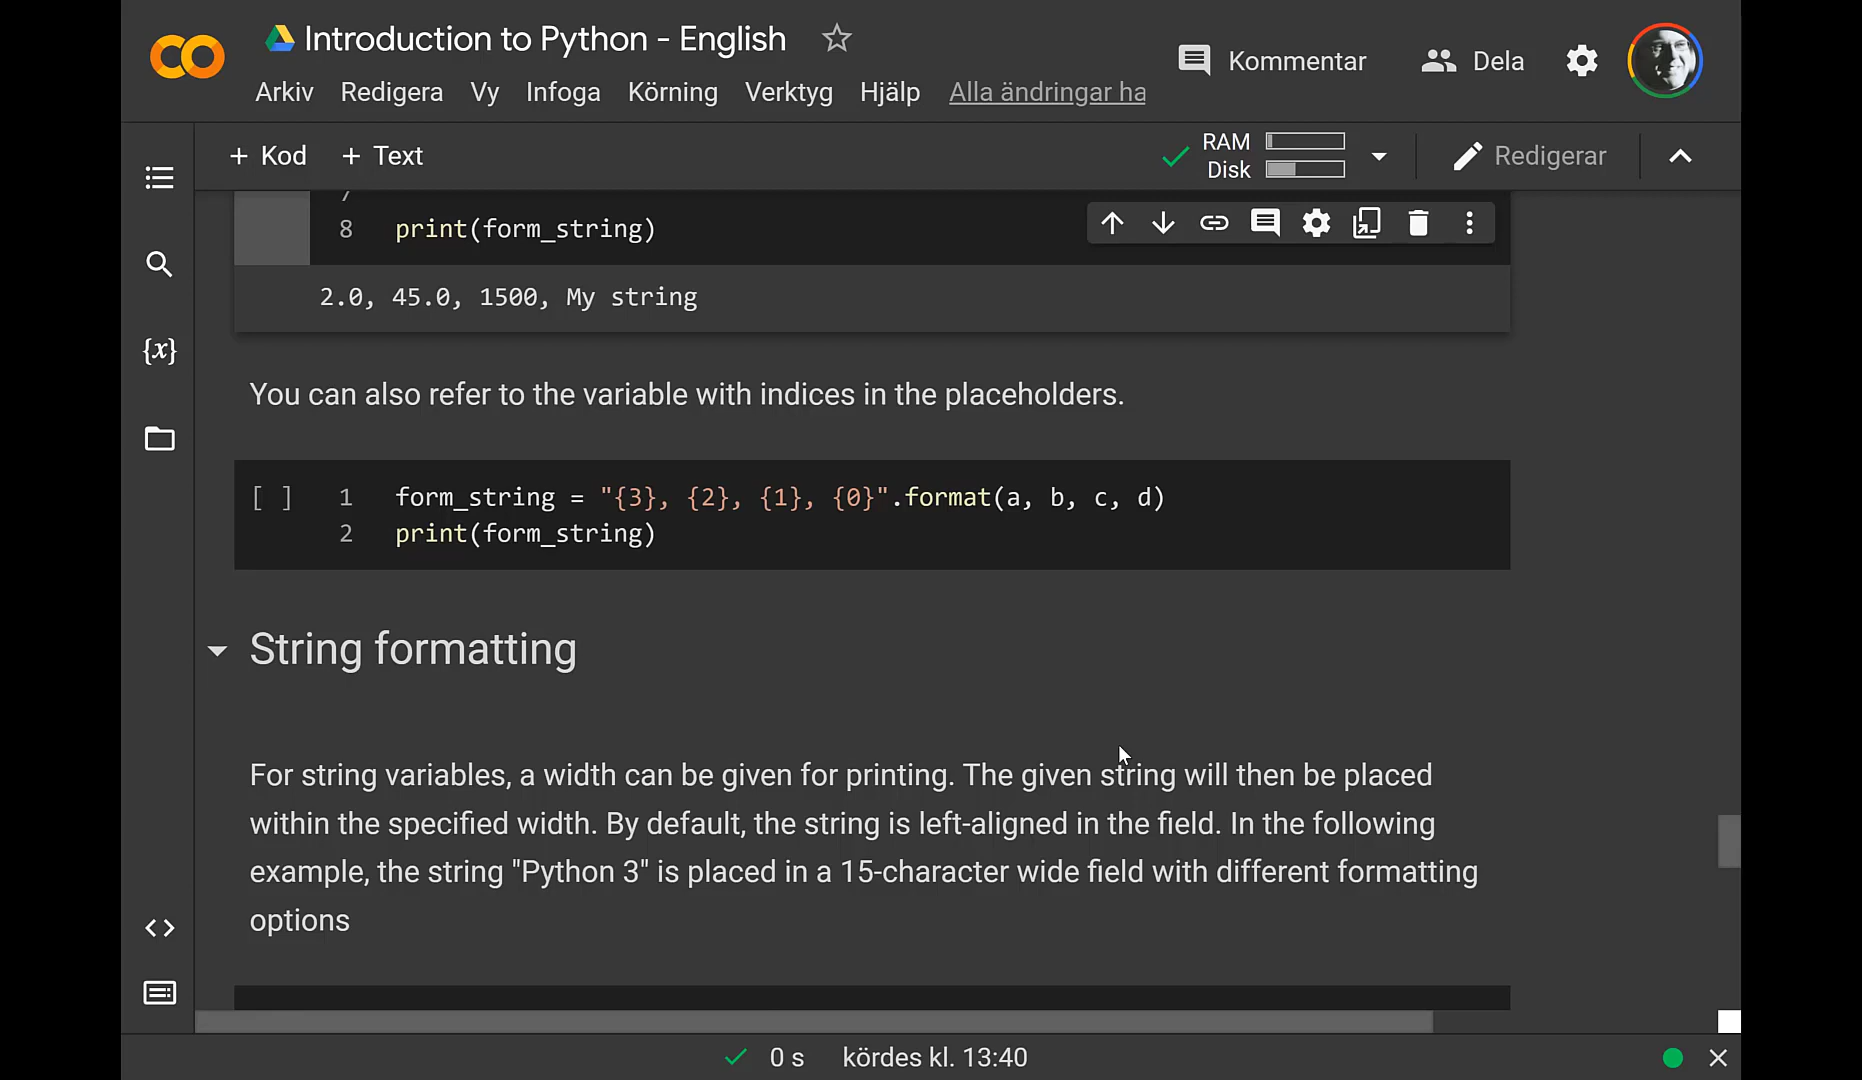 Introduction to Python - English
Kommentar
Dela
Arkiv Redigera Vy Infoga Körning Verktyg Hjälp Alla ändringar ha
+ Kod + Text
RAM
Disk
Redigerar
7
8 print(form_string)
2.0, 45.0, 1500, My string
{x}
You can also refer to the variable with indices in the placeholders.
[ ] 1 form_string = "{3}, {2}, {1}, {0}".format(a, b, c, d)
2 print(form_string)
String formatting
For string variables, a width can be given for printing. The given string will then be placed
within the specified width. By default, the string is left-aligned in the field. In the following
example, the string "Python 3" is placed in a 15-character wide field with different formatting
options
0 s kördes kl. 13:40